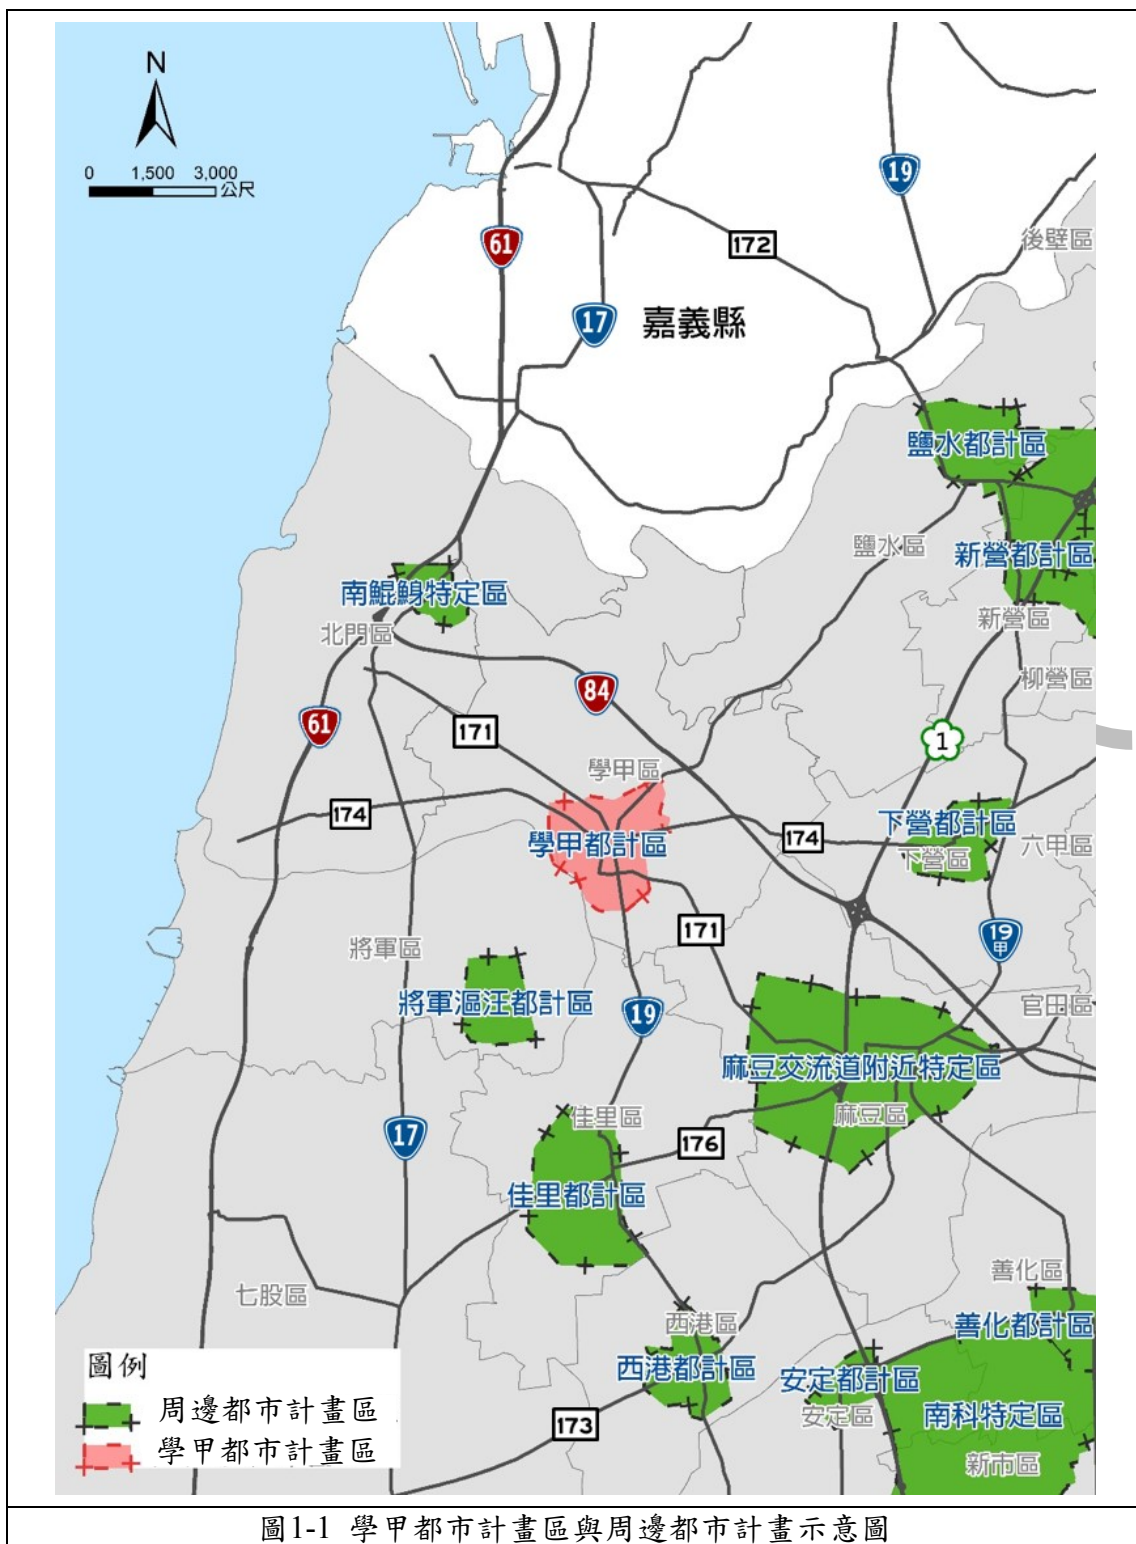 N
0 1,500 3,000
公尺
19
後壁區
61
172
17
嘉義縣
鹽水都計區
鹽水區
新營都計區
南鯤鯓特定區
新營區
北門區
柳營區
84
61
171
1
學甲區
174
學甲都計區
174
下營都計區
下營區
六甲區
171
19甲
將軍區
將軍漚汪都計區
19
官田區
麻豆交流道附近特定區
麻豆區
佳里區
17
176
佳里都計區
七股區
善化區
西港區
善化都計區
西港都計區
安定都計區
安定區
南科特定區
173
新市區
圖例
周邊都市計畫區
學甲都市計畫區
圖1-1 學甲都市計畫區與周邊都市計畫示意圖